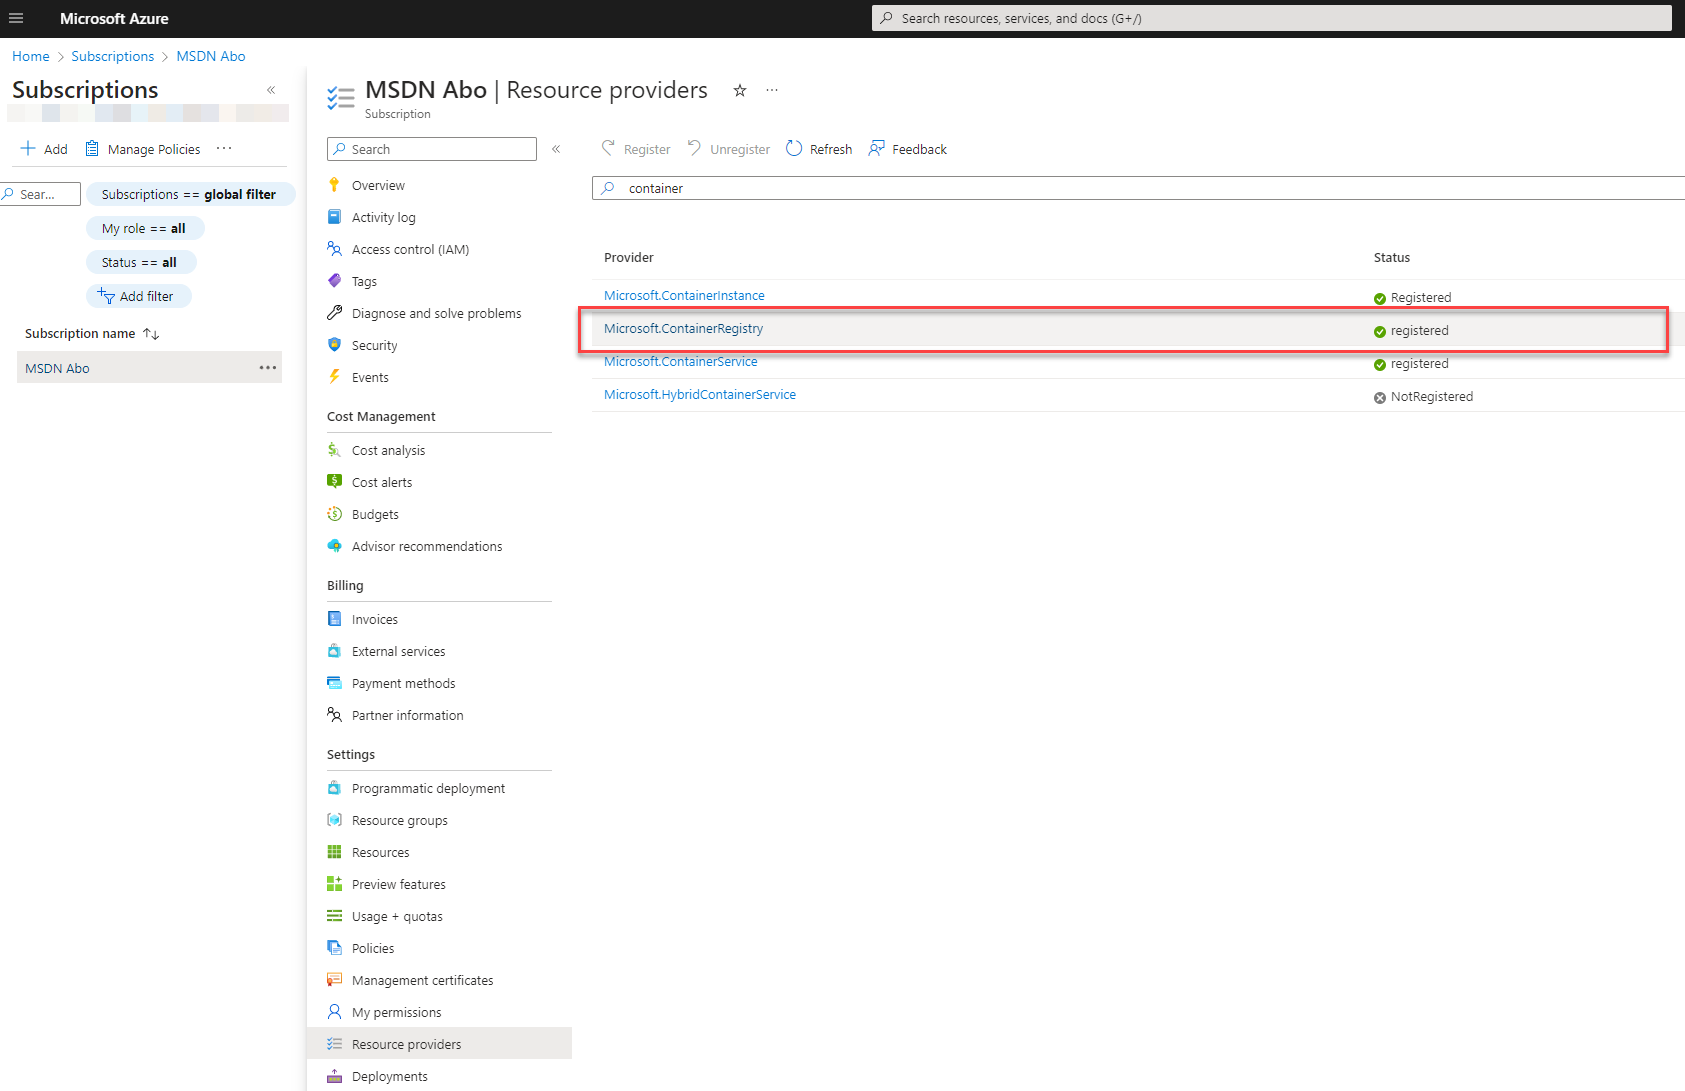 Microsoft Azure
Search resources, services, and docs (G+/)
Home > Subscriptions > MSDN Abo
Subscriptions
«
Add
Manage Policies
Sear...
Subscriptions == global filter
My role == all
Status == all
Add filter
Subscription name
MSDN Abo
MSDN Abo | Resource providers
Subscription
Search
«
Overview
Activity log
Access control (IAM)
Tags
Diagnose and solve problems
Security
Events
Cost Management
Cost analysis
Cost alerts
Budgets
Advisor recommendations
Billing
Invoices
External services
Payment methods
Partner information
Settings
Programmatic deployment
Resource groups
Resources
Preview features
Usage + quotas
Policies
Management certificates
My permissions
Resource providers
Deployments
Register
Unregister
Refresh
Feedback
container
Provider Status
Microsoft.ContainerInstance Registered
Microsoft.ContainerRegistry registered
Microsoft.ContainerService registered
Microsoft.HybridContainerService NotRegistered